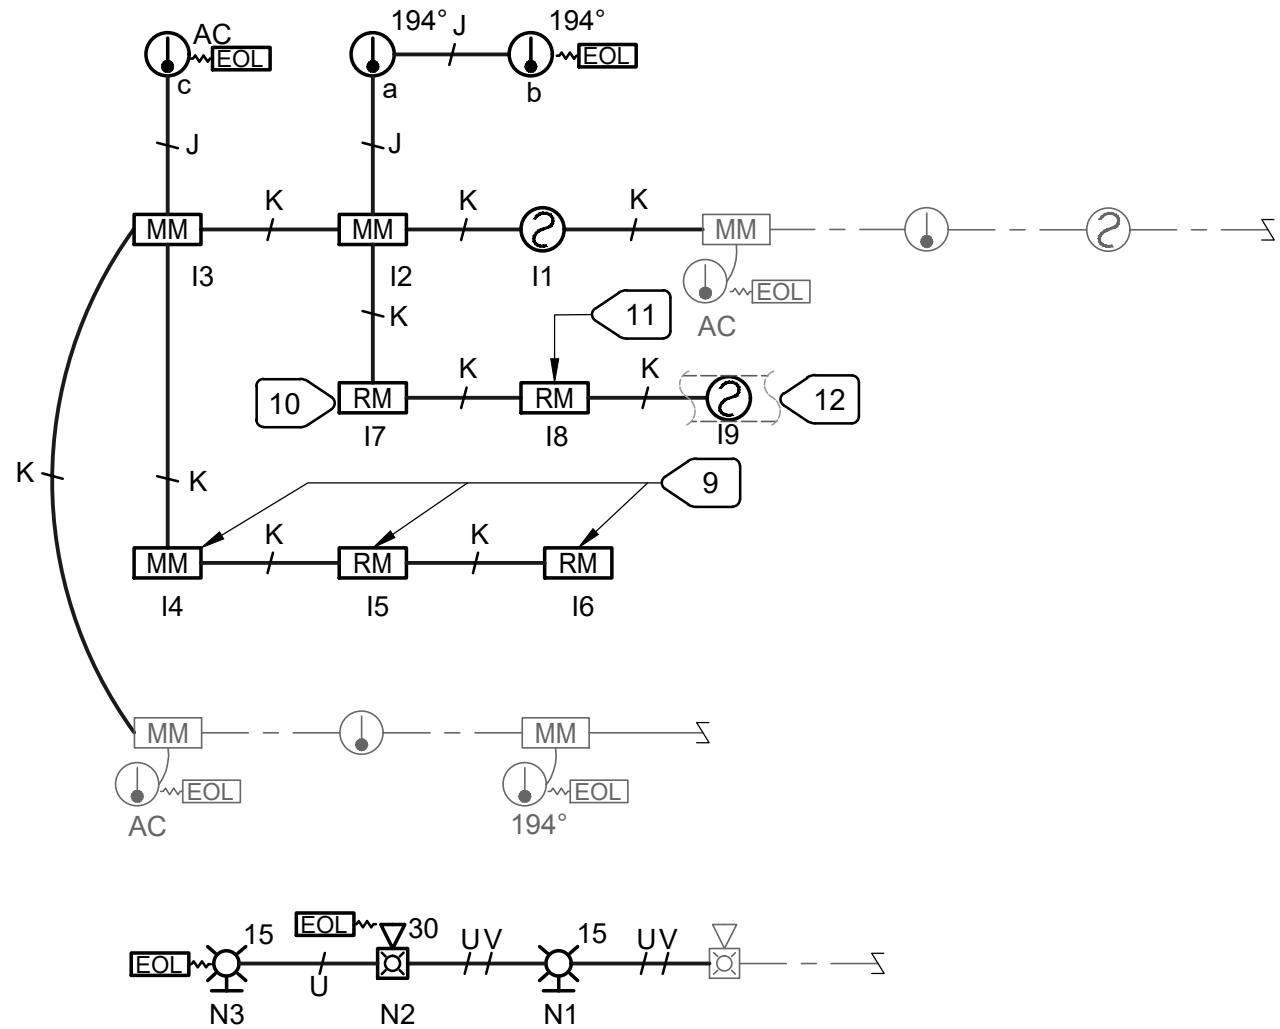 AC
EOL
c
194°
J
194°
EOL
a
b
J
J
K
K
K
MM
MM
MM
I3
I2
I1
EOL
AC
K
11
K
K
10
RM
RM
12
I7
I8
I9
K
K
9
K
K
MM
RM
RM
I4
I5
I6
MM
MM
EOL
EOL
AC
194°
EOL
30
15
U V
15
U V
EOL
U
N3
N2
N1